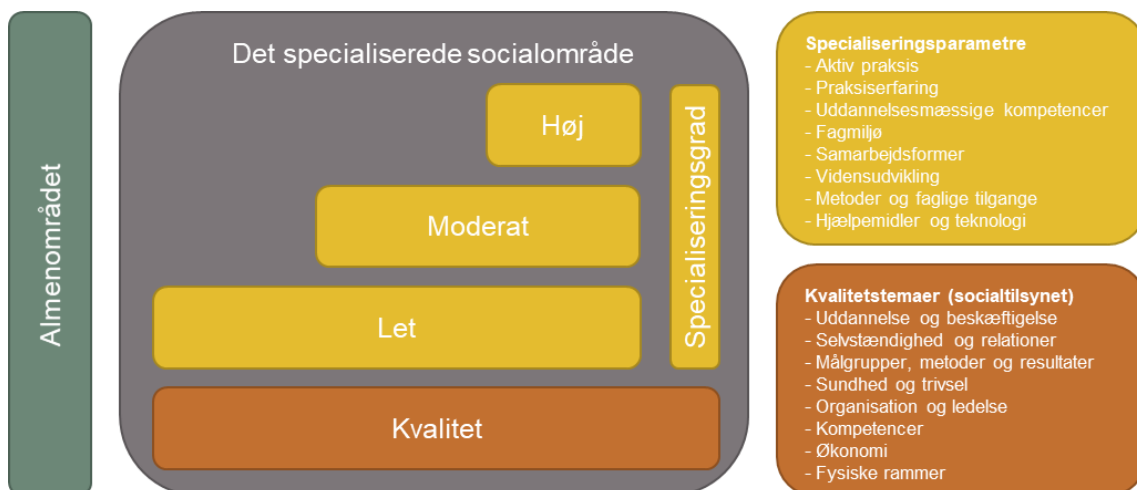 Almenområdet
Det specialiserede socialområde
Høj
Moderat
Let
Specialiseringsgrad
Kvalitet
Specialiseringsparametre
- Aktiv praksis
- Praksiserfaring
- Uddannelsesmæssige kompetencer
- Fagmiljø
- Samarbejdsformer
- Vidensudvikling
- Metoder og faglige tilgange
- Hjælpemidler og teknologi
Kvalitetstemaer (socialtilsynet)
- Uddannelse og beskæftigelse
- Selvstændighed og relationer
- Målgrupper, metoder og resultater
- Sundhed og trivsel
- Organisation og ledelse
- Kompetencer
- Økonomi
- Fysiske rammer